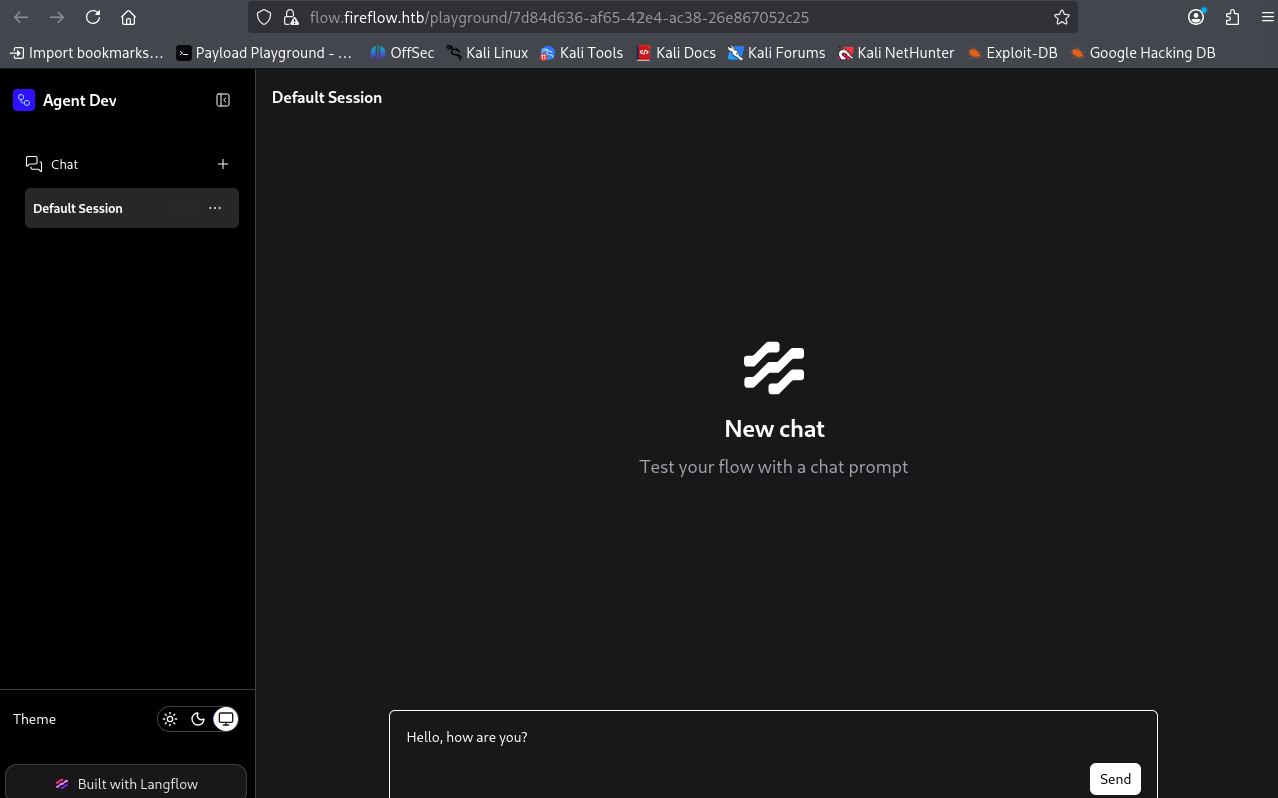 flow.fireflow.htb/playground/7d84d636-af65-42e4-ac38-26e867052c25
Import bookmarks... Payload Playground - ... OffSec Kali Linux Kali Tools Kali Docs Kali Forums Kali NetHunter Exploit-DB Google Hacking DB
Agent Dev
Default Session
Chat
Default Session
New chat
Test your flow with a chat prompt
Theme
Hello, how are you?
Send
Built with Langflow